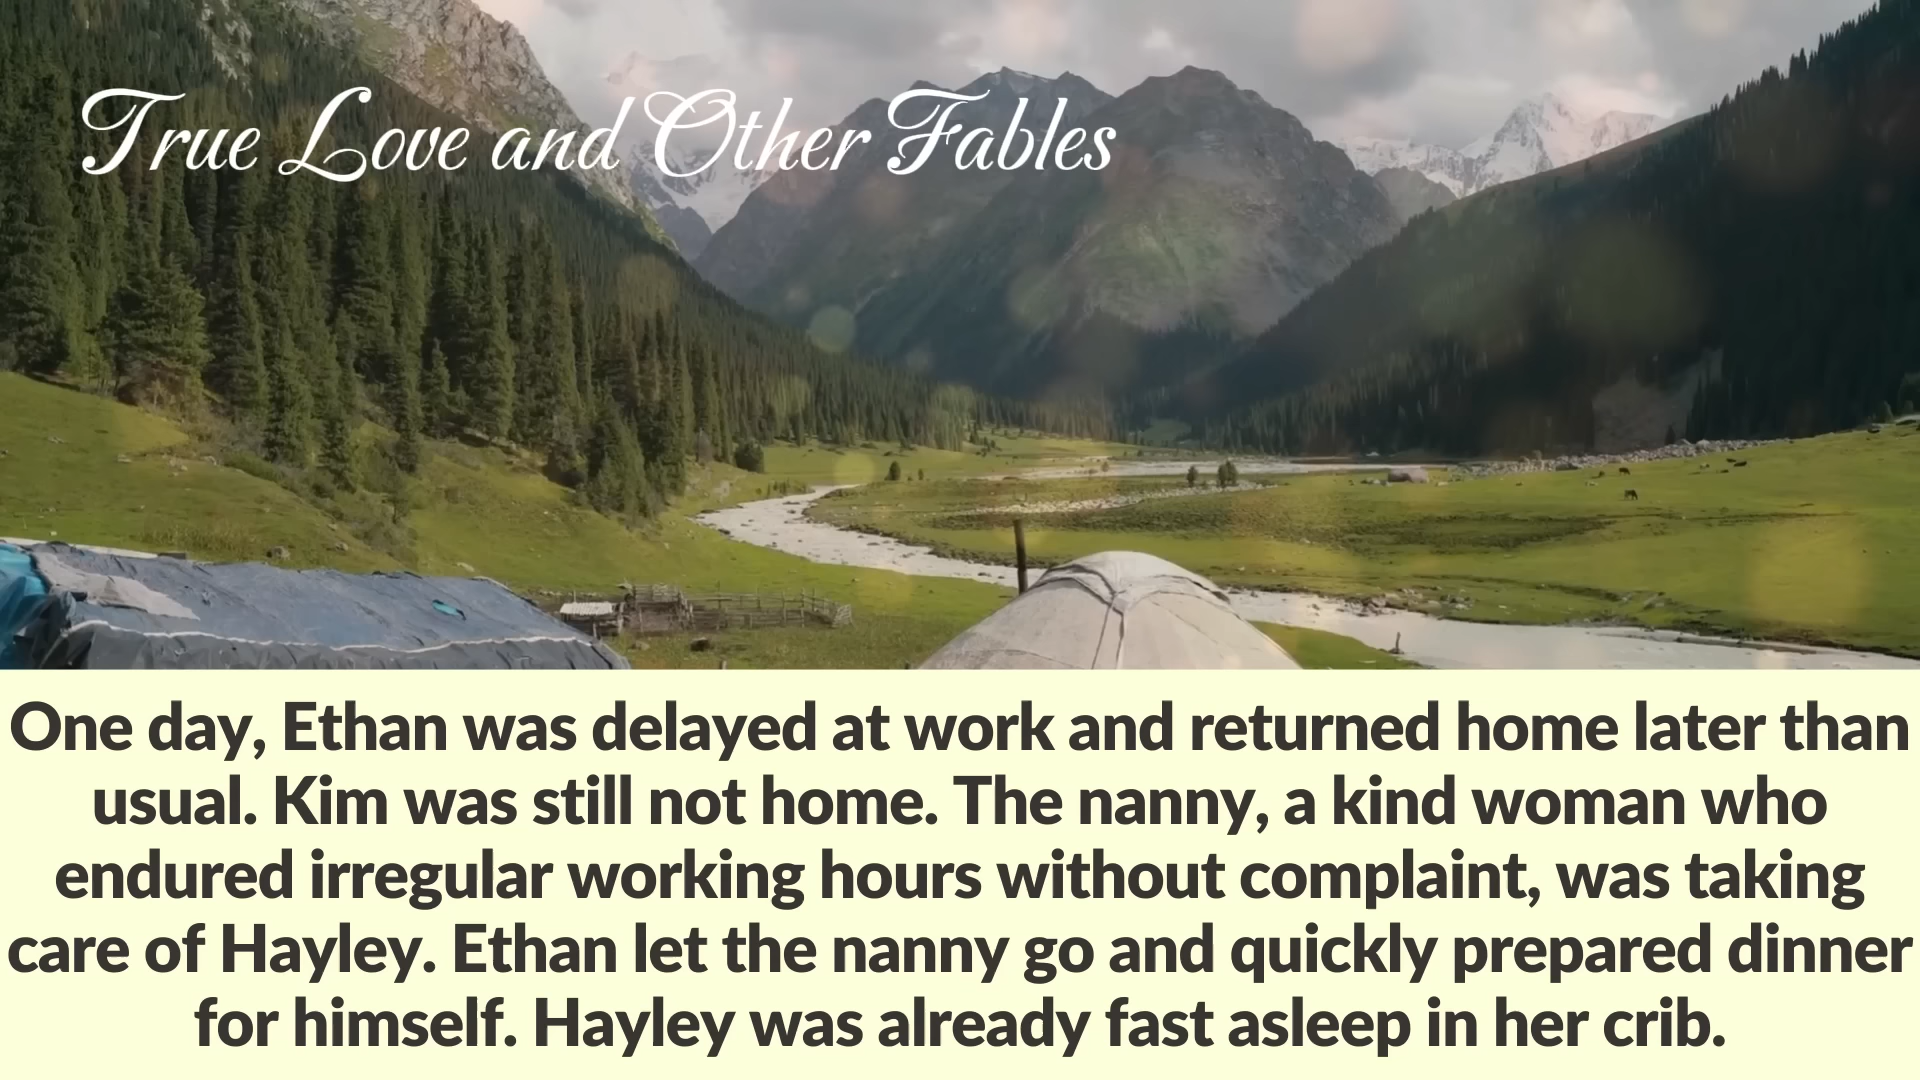 True Love and Other Fables
One day, Ethan was delayed at work and returned home later than
usual. Kim was still not home. The nanny, a kind woman who
endured irregular working hours without complaint, was taking
care of Hayley. Ethan let the nanny go and quickly prepared dinner
for himself. Hayley was already fast asleep in her crib.